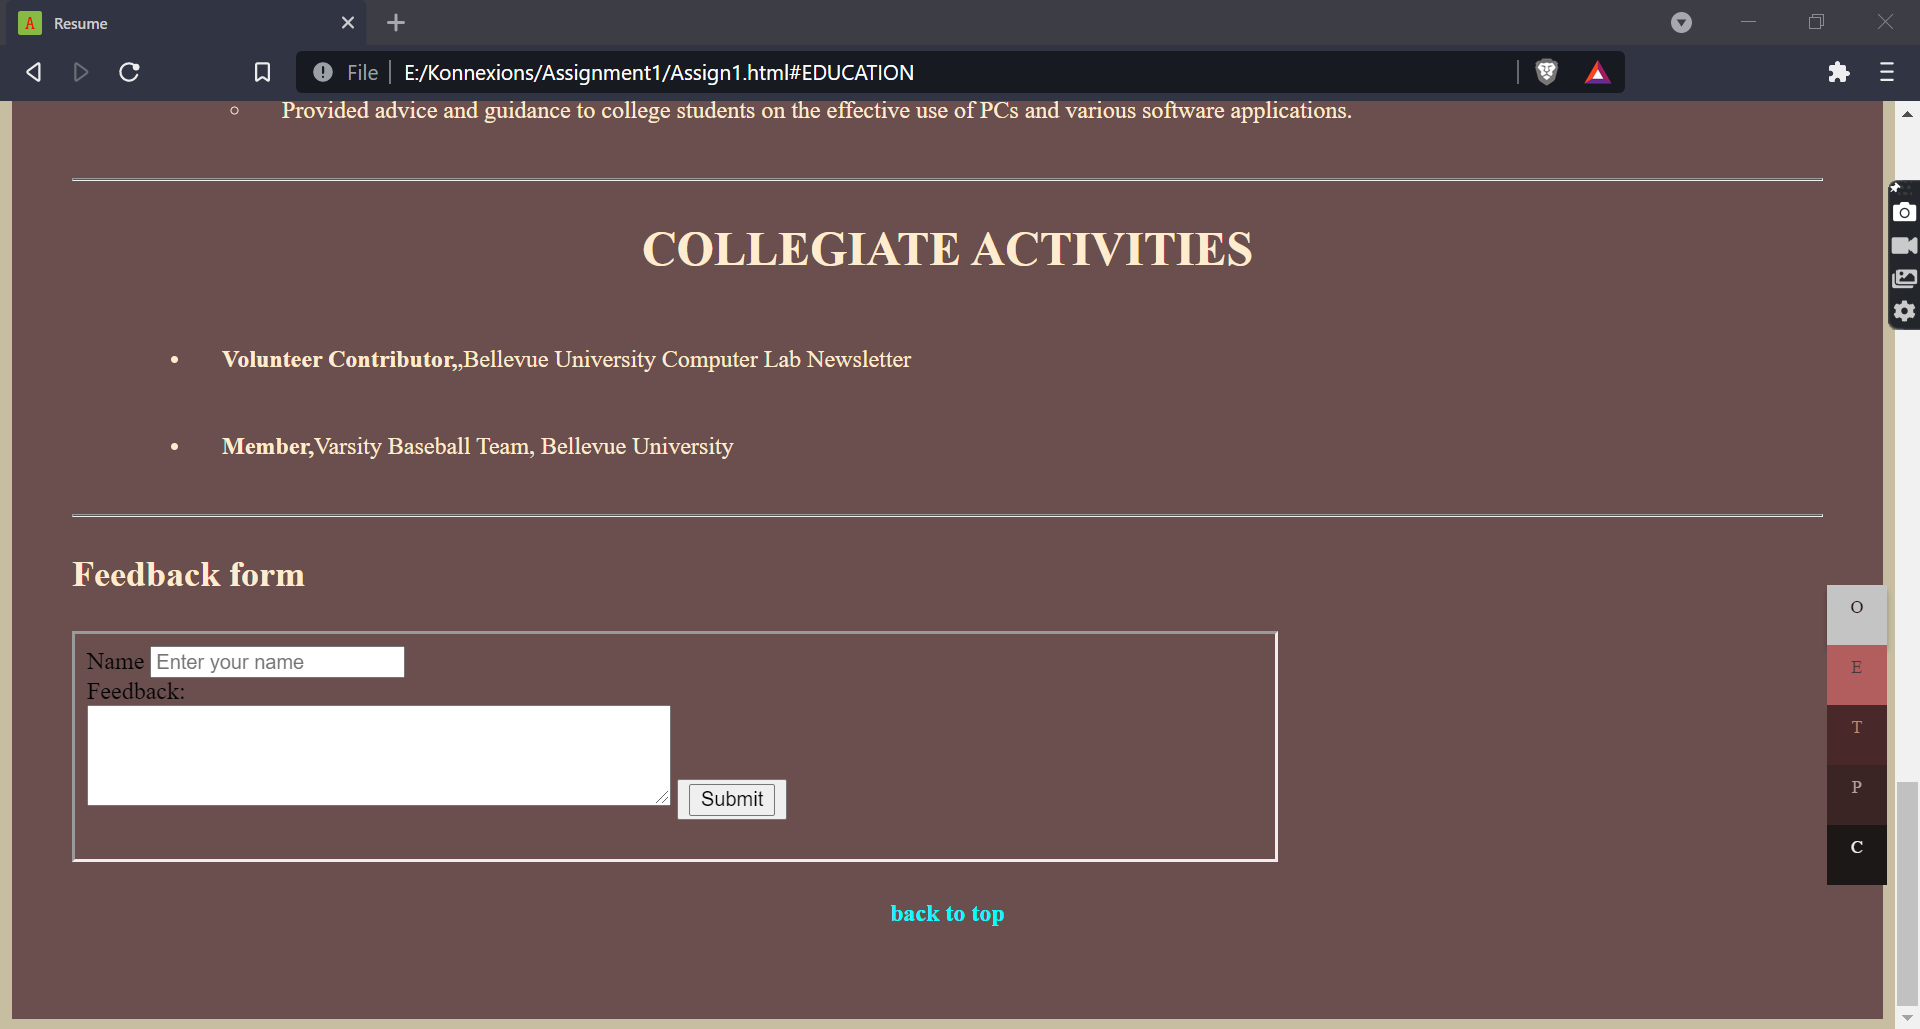 A Resume
File E:/Konnexions/Assignment1/Assign1.html#EDUCATION
Provided advice and guidance to college students on the effective use of PCs and various software applications.
COLLEGIATE ACTIVITIES
Volunteer Contributor,,Bellevue University Computer Lab Newsletter
Member,Varsity Baseball Team, Bellevue University
Feedback form
Name Enter your name
Feedback:
Submit
back to top
O
E
T
P
C